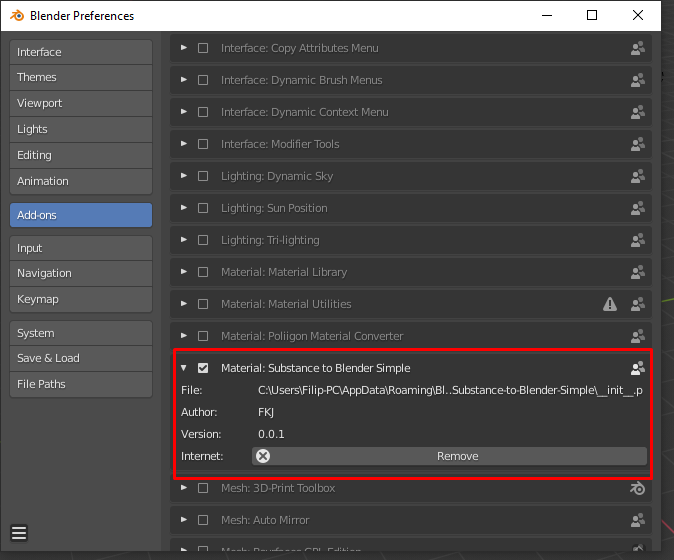 Blender Preferences
Interface
Themes
Viewport
Lights
Editing
Animation
Add-ons
Input
Navigation
Keymap
System
Save & Load
File Paths
Interface: Copy Attributes Menu
Interface: Dynamic Brush Menus
Interface: Dynamic Context Menu
Interface: Modifier Tools
Lighting: Dynamic Sky
Lighting: Sun Position
Lighting: Tri-lighting
Material: Material Library
Material: Material Utilities
Material: Poliigon Material Converter
Material: Substance to Blender Simple
File: C:\Users\Filip-PC\AppData\Roaming\Bl..Substance-to-Blender-Simple\__init__.p
Author: FKJ
Version: 0.0.1
Internet: Remove
Mesh: 3D-Print Toolbox
Mesh: Auto Mirror